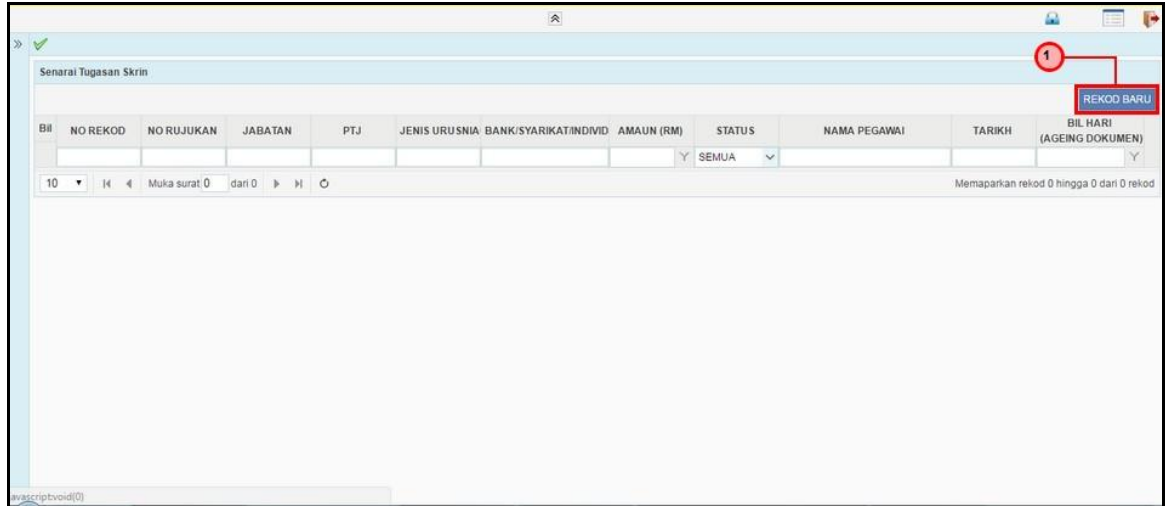 1
Senarai Tugasan Skrin
REKOD BARU
Bil NO REKOD NO RUJUKAN JABATAN PTJ JENIS URUSNIA BANK/SYARIKAT/INDIVID AMAUN (RM) STATUS NAMA PEGAWAI TARIKH BIL HARI
(AGEING DOKUMEN)
SEMUA
10 Muka surat 0 dari 0 Memaparkan rekod 0 hingga 0 dari 0 rekod
avascript:void(0)